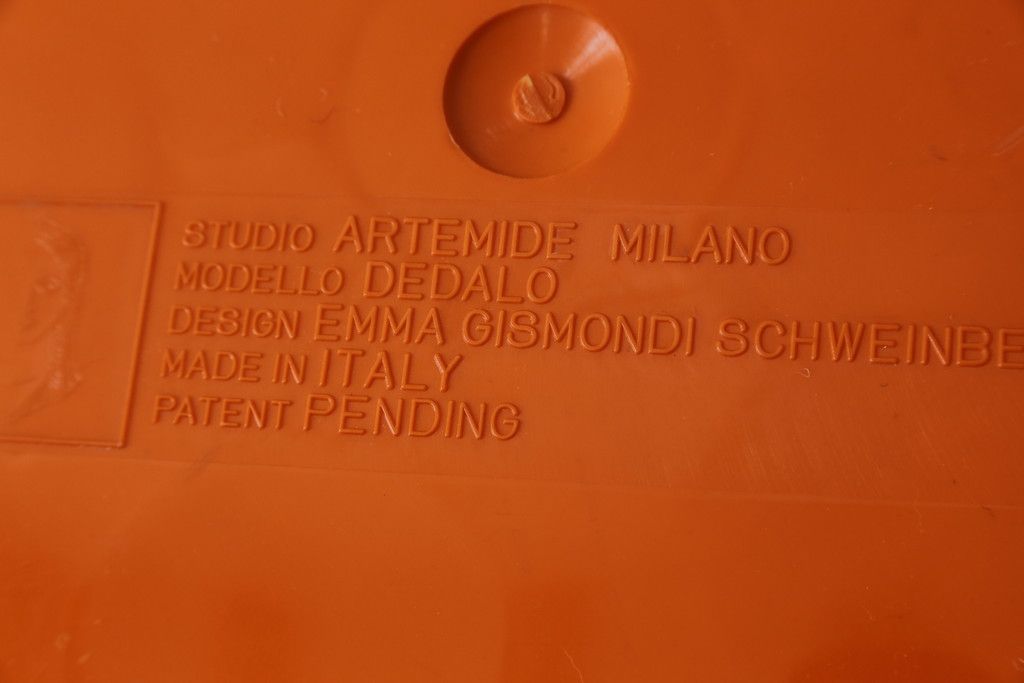 STUDIO ARTEMIDE MILANO
MODELLO DEDALO
DESIGN EMMA GISMONDI SCHWEINBE
MADE IN ITALY
PATENT PENDING